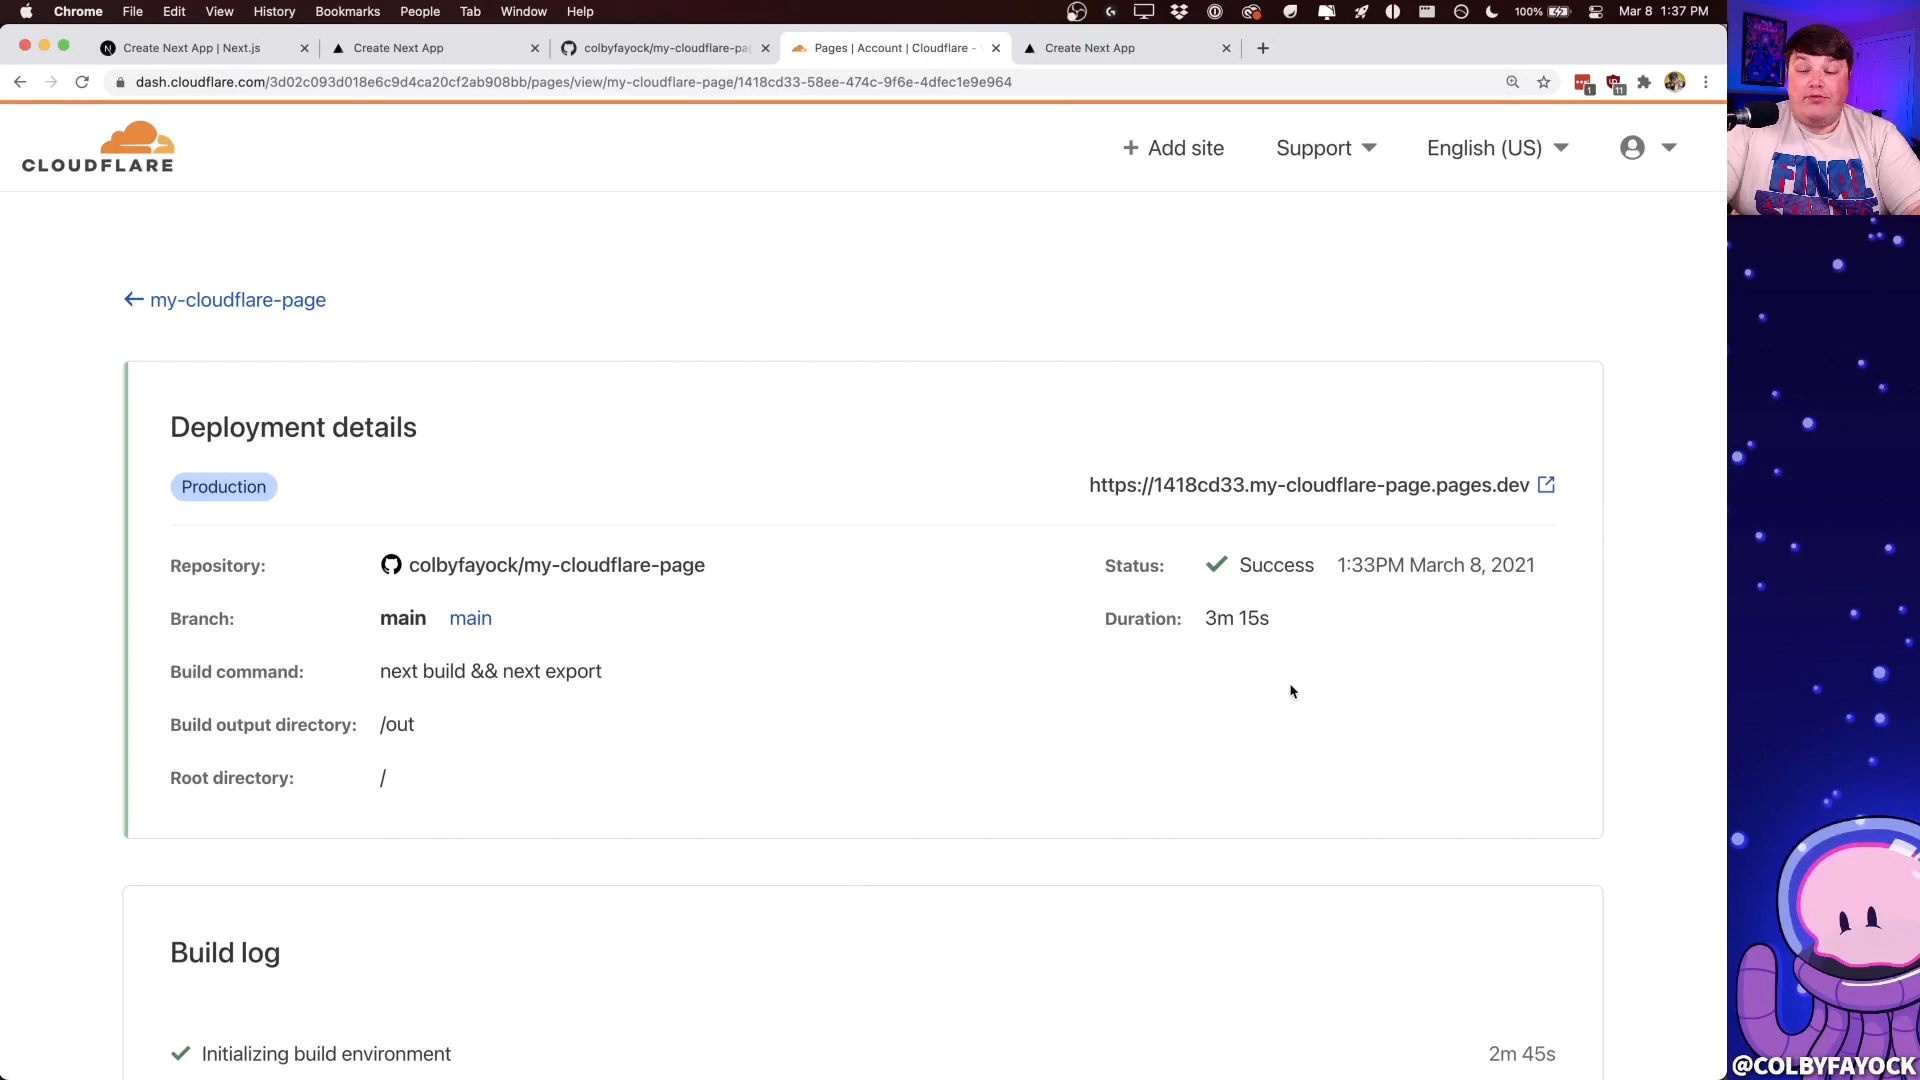 Chrome File Edit View History Bookmarks People Tab Window Help 100% Mar 8 1:37 PM
Create Next App | Next.js Create Next App colbyfayock/my-cloudflare-pag Pages | Account | Cloudflare - Create Next App
dash.cloudflare.com/3d02c093d018e6c9d4ca20cf2ab908bb/pages/view/my-cloudflare-page/1418cd33-58ee-474c-9f6e-4dfec1e9e964 1 11
CLOUDFLARE
+ Add site Support English (US)
FINAL
← my-cloudflare-page
Deployment details
Production
https://1418cd33.my-cloudflare-page.pages.dev
Repository: colbyfayock/my-cloudflare-page
Status: Success 1:33PM March 8, 2021
Branch: main main
Duration: 3m 15s
Build command: next build && next export
Build output directory: /out
Root directory: /
Build log
Initializing build environment 2m 45s
@COLBYFAYOCK